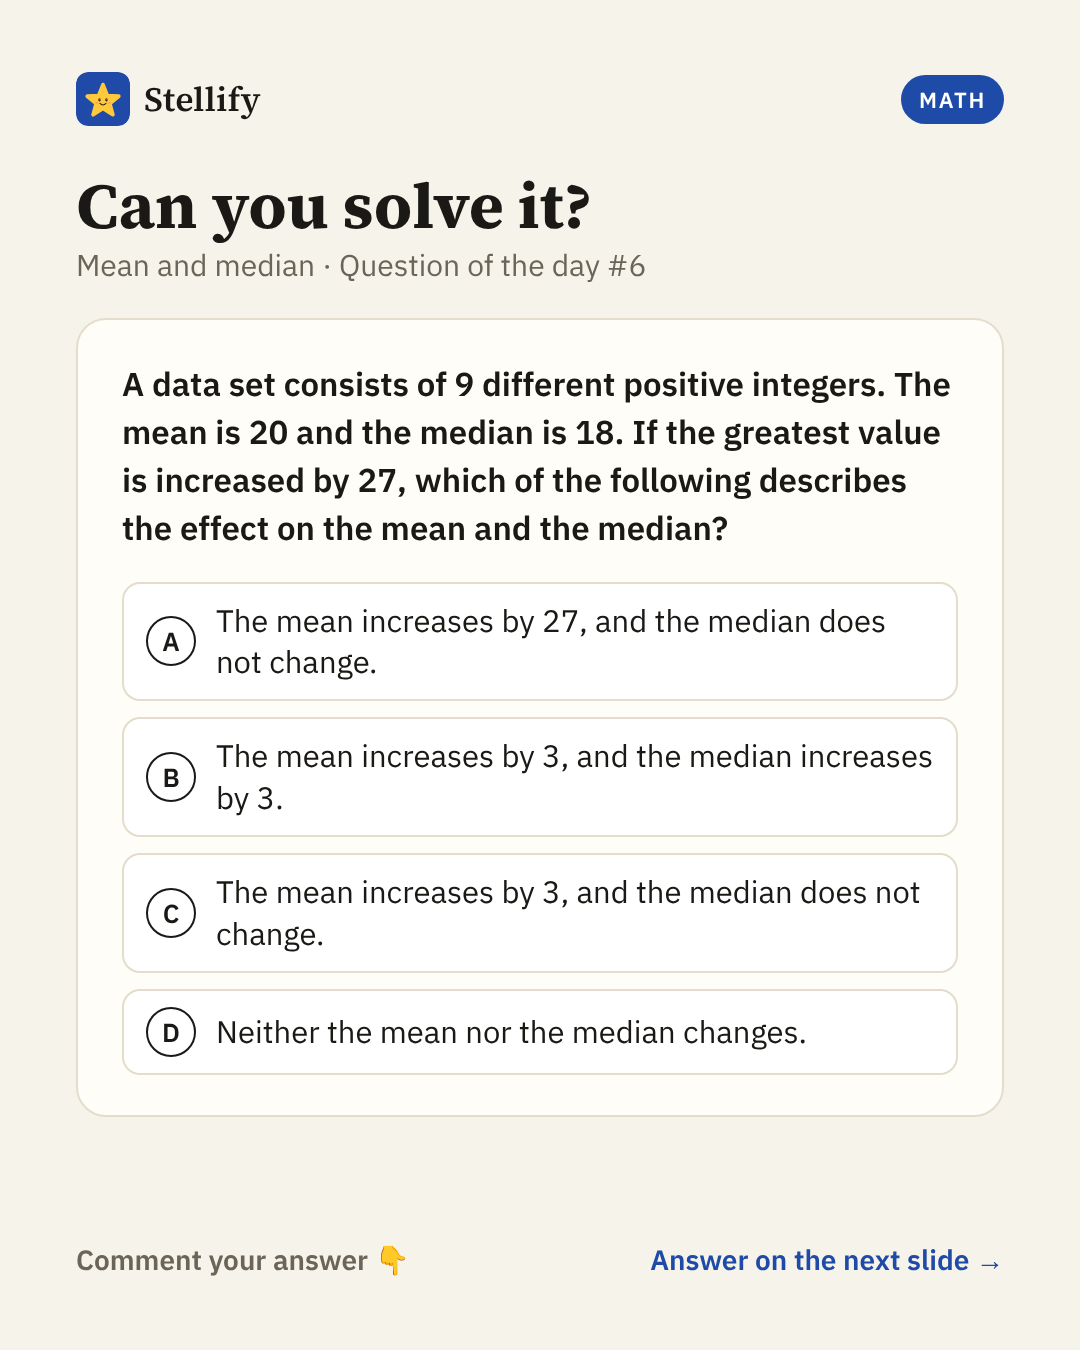 Stellify
MATH
Can you solve it?
Mean and median · Question of the day #6
A data set consists of 9 different positive integers. The
mean is 20 and the median is 18. If the greatest value
is increased by 27, which of the following describes
the effect on the mean and the median?
A The mean increases by 27, and the median does
not change.
B The mean increases by 3, and the median increases
by 3.
C The mean increases by 3, and the median does not
change.
D Neither the mean nor the median changes.
Comment your answer 👇
Answer on the next slide →